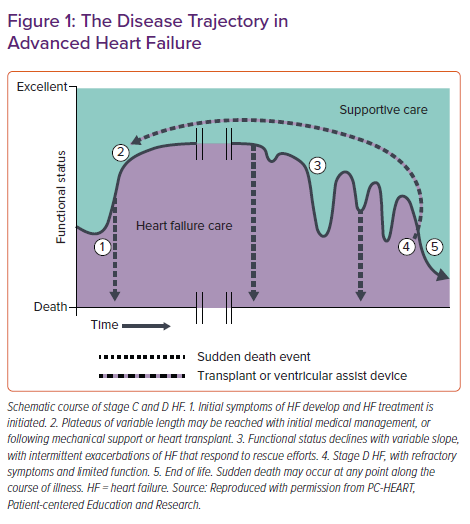 Figure 1: The Disease Trajectory in
Advanced Heart Failure
Excellent
Supportive care
2
3
Functional status
Heart failure care
1
4
5
Death
Time
Sudden death event
Transplant or ventricular assist device
Schematic course of stage C and D HF. 1. Initial symptoms of HF develop and HF treatment is
initiated. 2. Plateaus of variable length may be reached with initial medical management, or
following mechanical support or heart transplant. 3. Functional status declines with variable slope,
with intermittent exacerbations of HF that respond to rescue efforts. 4. Stage D HF, with refractory
symptoms and limited function. 5. End of life. Sudden death may occur at any point along the
course of illness. HF = heart failure. Source: Reproduced with permission from PC-HEART,
Patient-centered Education and Research.